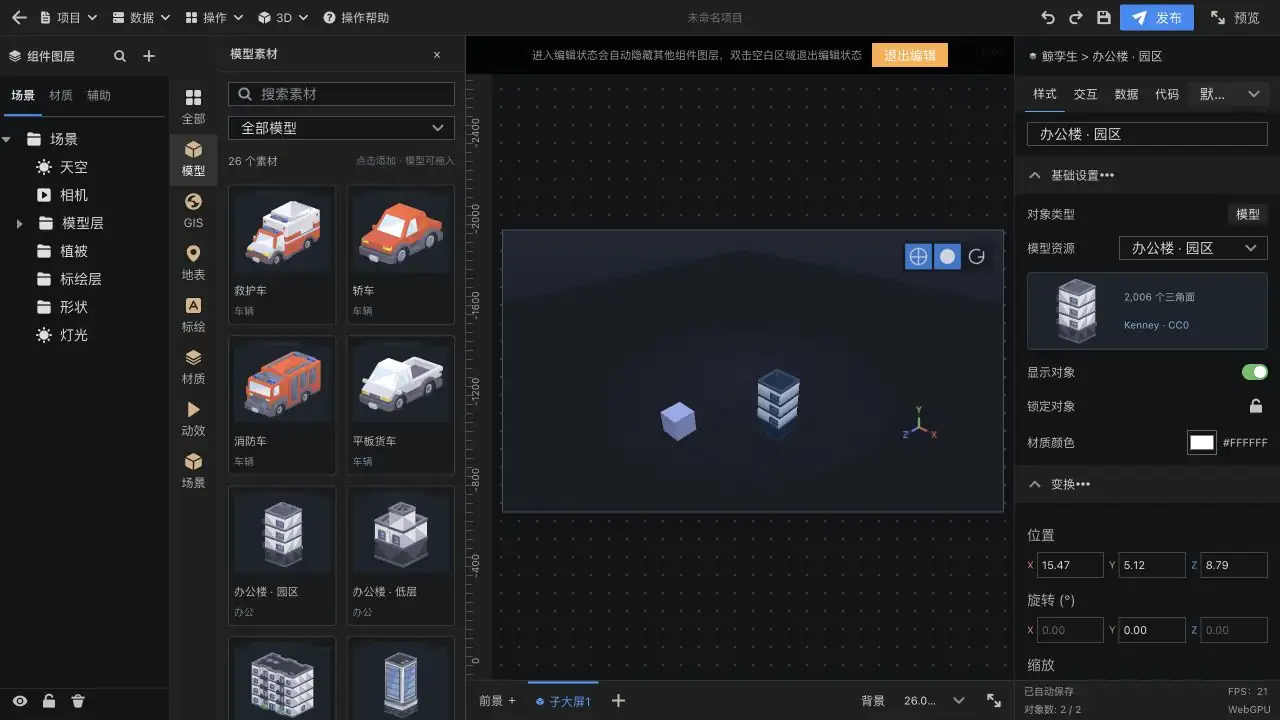 项目
数据
操作
3D
操作帮助
未命名项目
发布
预览
组件图层
场景
材质
辅助
场景
天空
相机
模型层
植被
标绘层
形状
灯光
全部
模型
GIS
地表
标绘
材质
动效
场景
模型素材
搜索素材
全部模型
26 个素材
点击添加 · 模型可拖入
救护车
车辆
轿车
车辆
消防车
车辆
平板货车
车辆
办公楼 · 园区
办公
办公楼 · 低层
办公
进入编辑状态会自动隐藏其他组件图层，双击空白区域退出编辑状态
退出编辑
-2400
-2000
-1600
-1200
-800
-400
0
Y
Z
X
前景 +
子大屏1
背景
26.0...
鲸孪生 > 办公楼 · 园区
样式
交互
数据
代码
默...
办公楼 · 园区
基础设置•••
对象类型
模型
模型资源
办公楼 · 园区
2,006 个三角面
Kenney · CC0
显示对象
锁定对象
材质颜色
#FFFFFF
变换•••
位置
X 15.47
Y 5.12
Z 8.79
旋转 (°)
X 0.00
Y 0.00
Z 0.00
缩放
已自动保存
FPS: 21
对象数: 2 / 2
WebGPU